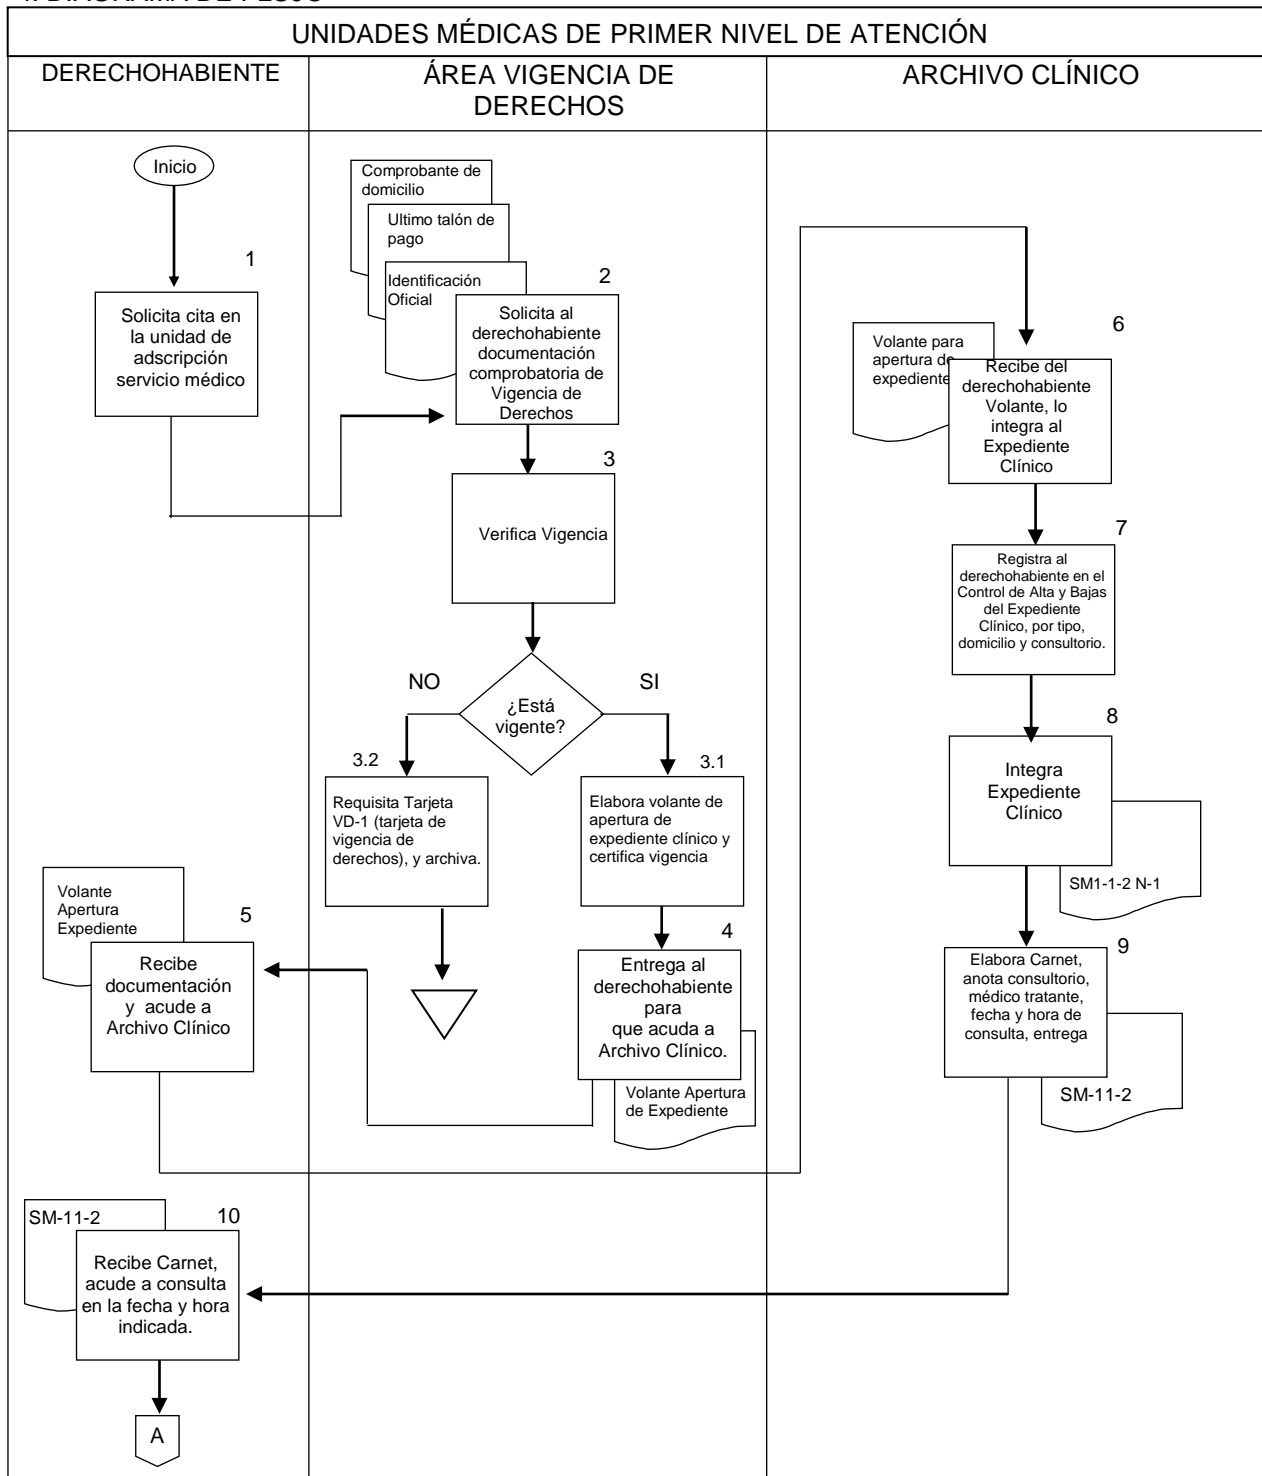 UNIDADES MÉDICAS DE PRIMER NIVEL DE ATENCIÓN
DERECHOHABIENTE
ÁREA VIGENCIA DE
DERECHOS
ARCHIVO CLÍNICO
Inicio
1
Solicita cita en
la unidad de
adscripción
servicio médico
Comprobante de
domicilio
Ultimo talón de
pago
Identificación
Oficial
2
Solicita al
derechohabiente
documentación
comprobatoria de
Vigencia de
Derechos
3
Verifica Vigencia
¿Está
vigente?
NO
SI
3.2
Requisita Tarjeta
VD-1 (tarjeta de
vigencia de
derechos), y archiva.
3.1
Elabora volante de
apertura de
expediente clínico y
certifica vigencia
4
Entrega al
derechohabiente
para
que acuda a
Archivo Clínico.
Volante Apertura
de Expediente
Volante
Apertura
Expediente
5
Recibe
documentación
y acude a
Archivo Clínico
6
Volante para
apertura de
expediente
Recibe del
derechohabiente
Volante, lo
integra al
Expediente
Clínico
7
Registra al
derechohabiente en el
Control de Alta y Bajas
del Expediente
Clínico, por tipo,
domicilio y consultorio.
8
Integra
Expediente
Clínico
SM1-1-2 N-1
9
Elabora Carnet,
anota consultorio,
médico tratante,
fecha y hora de
consulta, entrega
SM-11-2
SM-11-2
10
Recibe Carnet,
acude a consulta
en la fecha y hora
indicada.
A